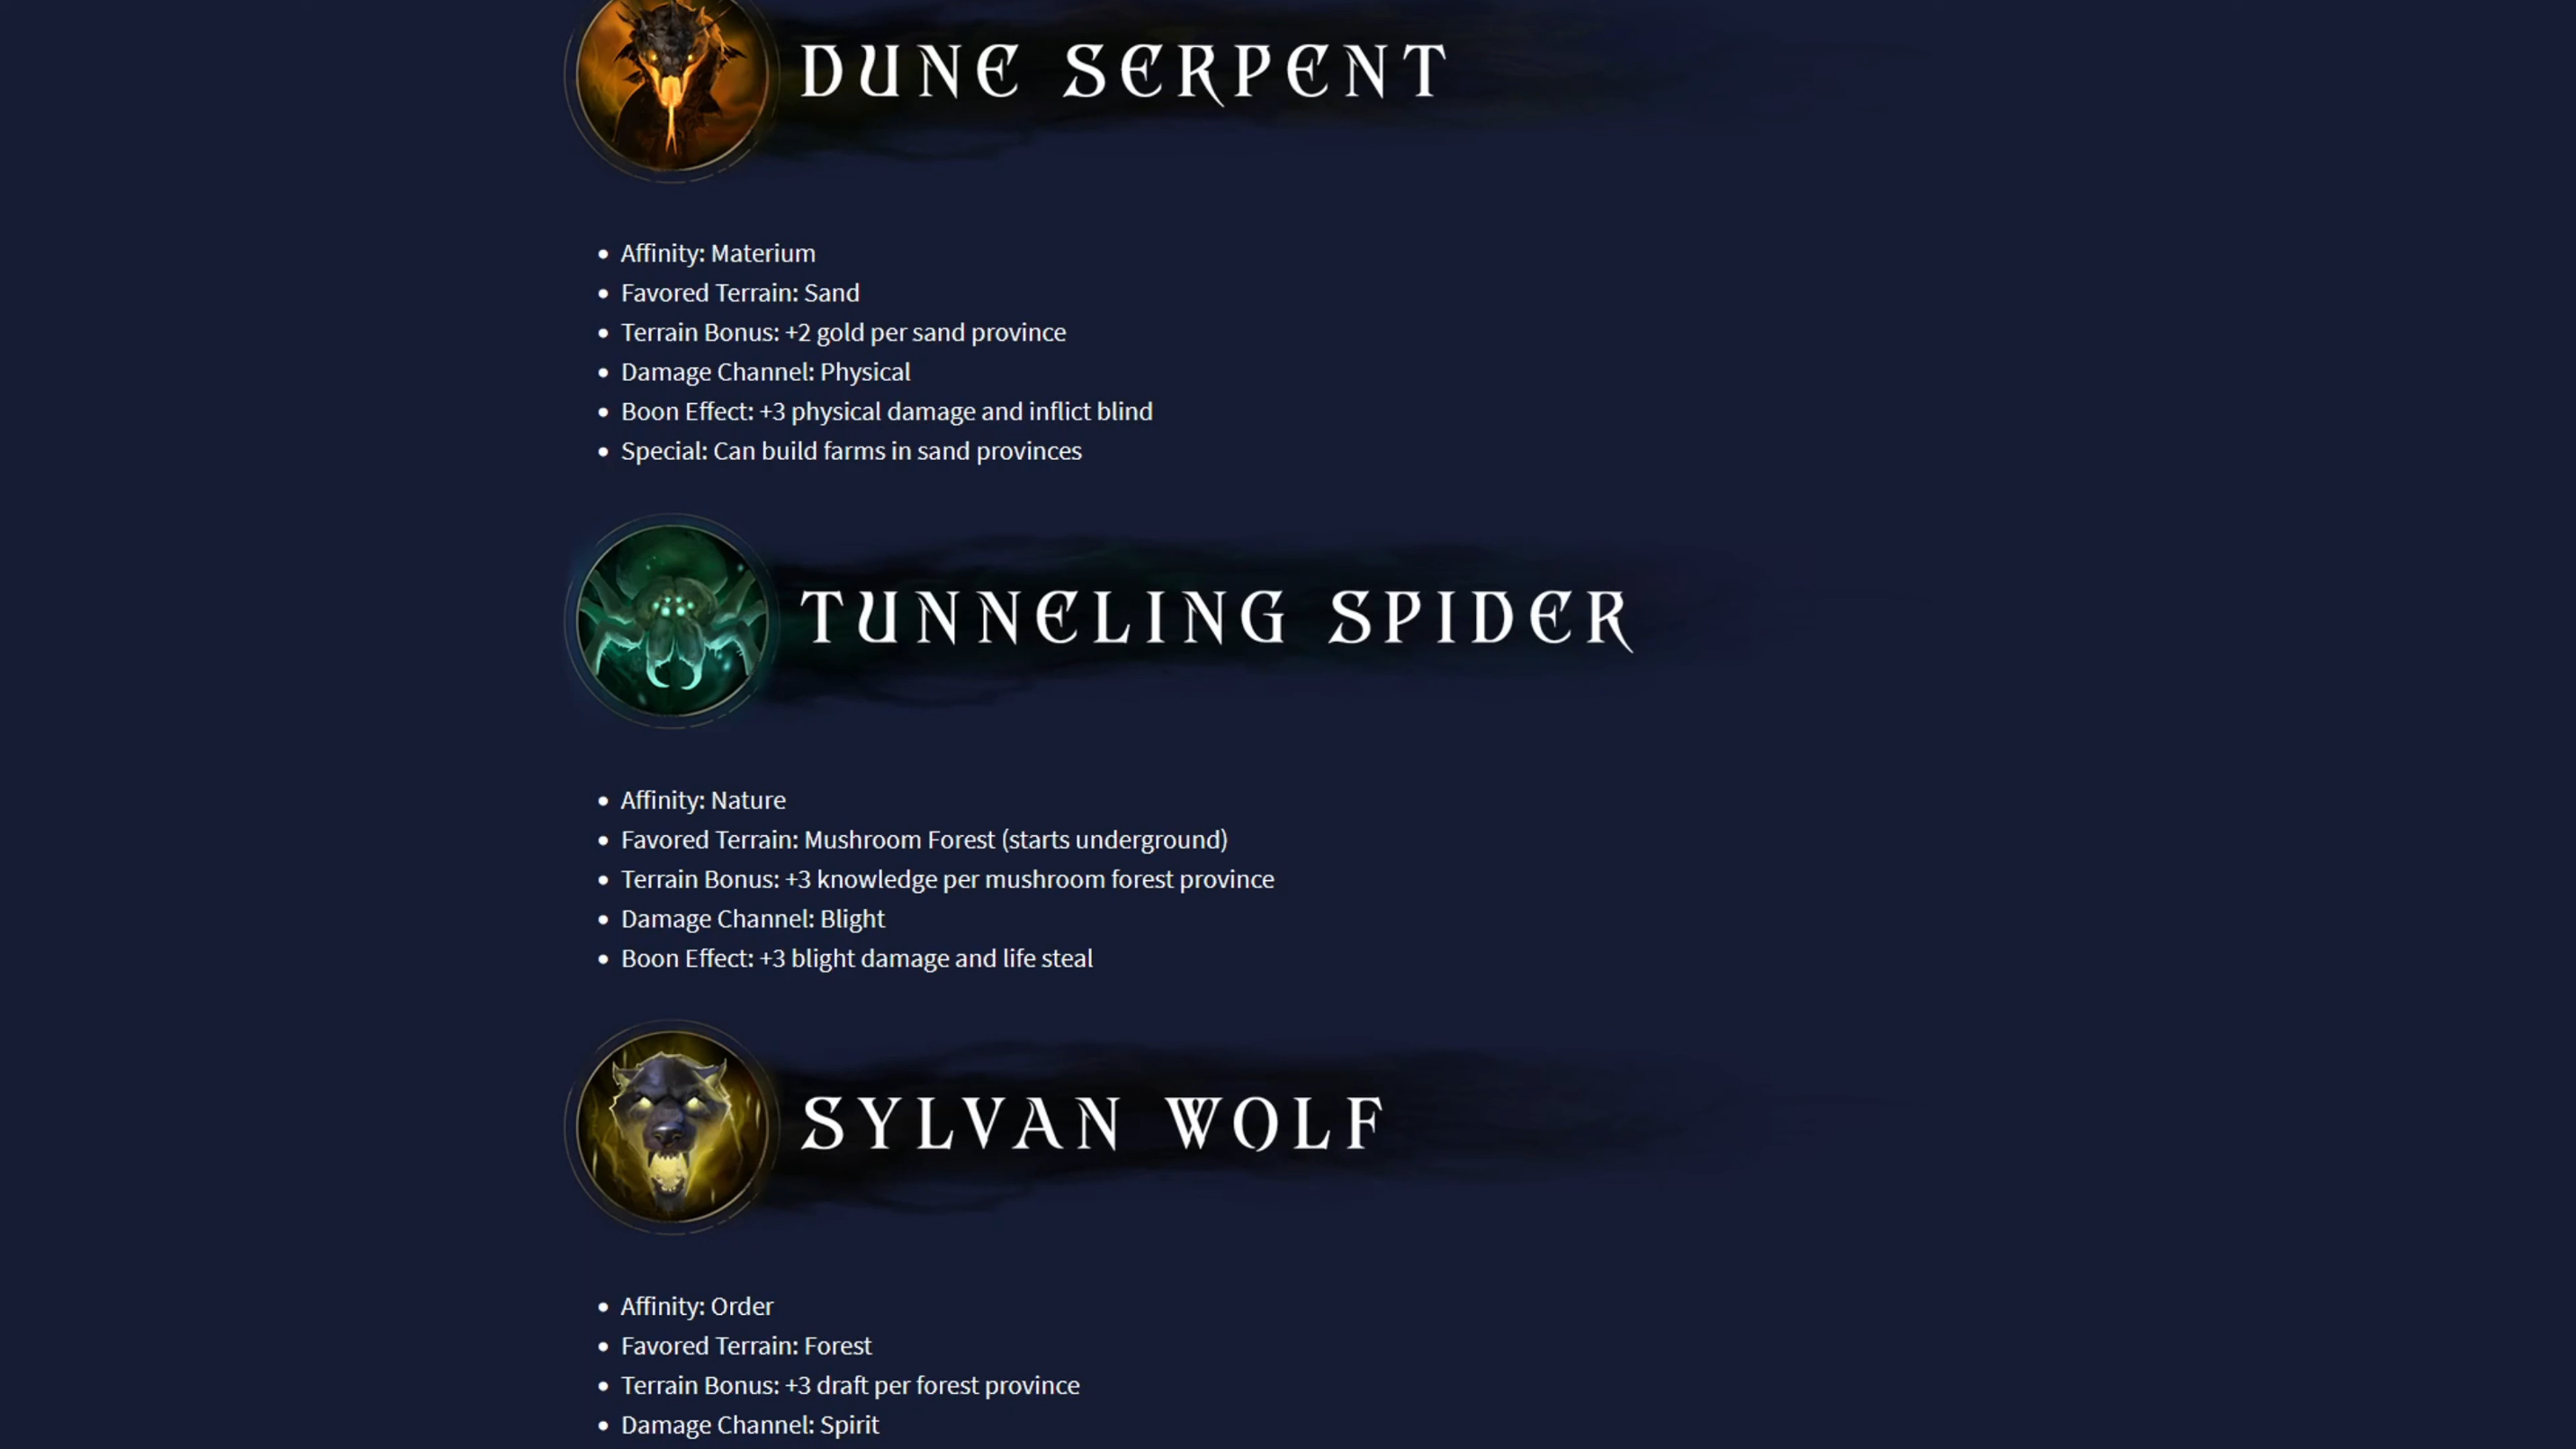 DUNE SERPENT
• Affinity: Materium
• Favored Terrain: Sand
• Terrain Bonus: +2 gold per sand province
• Damage Channel: Physical
• Boon Effect: +3 physical damage and inflict blind
• Special: Can build farms in sand provinces
TUNNELING SPIDER
• Affinity: Nature
• Favored Terrain: Mushroom Forest (starts underground)
• Terrain Bonus: +3 knowledge per mushroom forest province
• Damage Channel: Blight
• Boon Effect: +3 blight damage and life steal
SYLVAN WOLF
• Affinity: Order
• Favored Terrain: Forest
• Terrain Bonus: +3 draft per forest province
• Damage Channel: Spirit